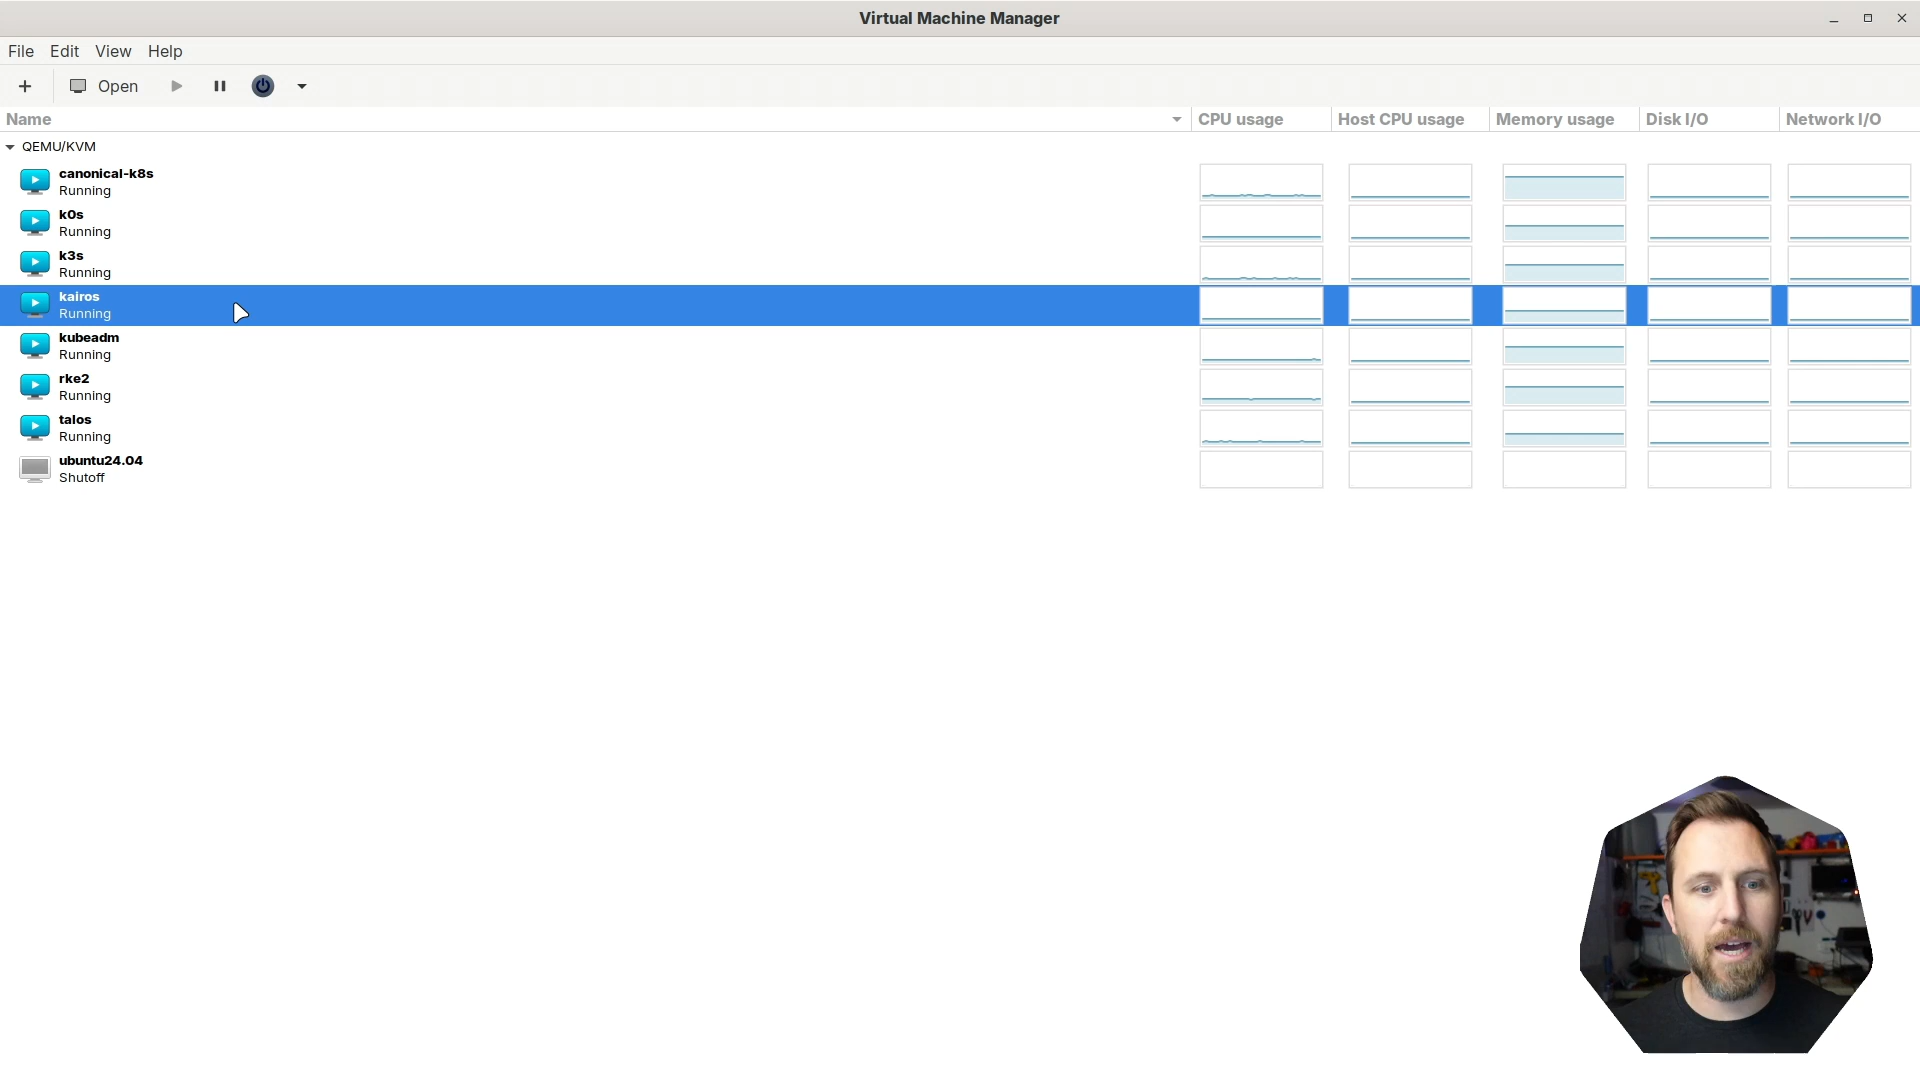 Virtual Machine Manager
File Edit View Help
Open
Name CPU usage Host CPU usage Memory usage Disk I/O Network I/O
QEMU/KVM
canonical-k8s
Running
k0s
Running
k3s
Running
kairos
Running
kubeadm
Running
rke2
Running
talos
Running
ubuntu24.04
Shutoff